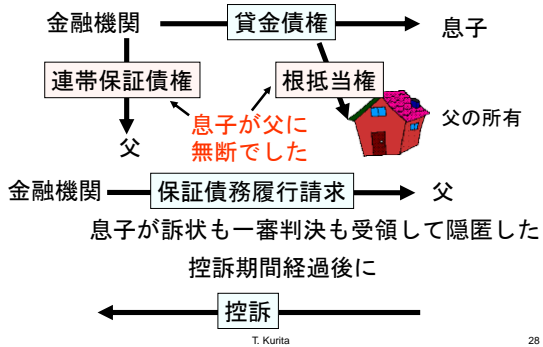 金融機関 貸金債権 息子
連帯保証債権 根抵当権
息子が父に
無断でした
父の所有
父
金融機関 保証債務履行請求 父
息子が訴状も一審判決も受領して隠匿した
控訴期間経過後に
控訴
T. Kurita 28